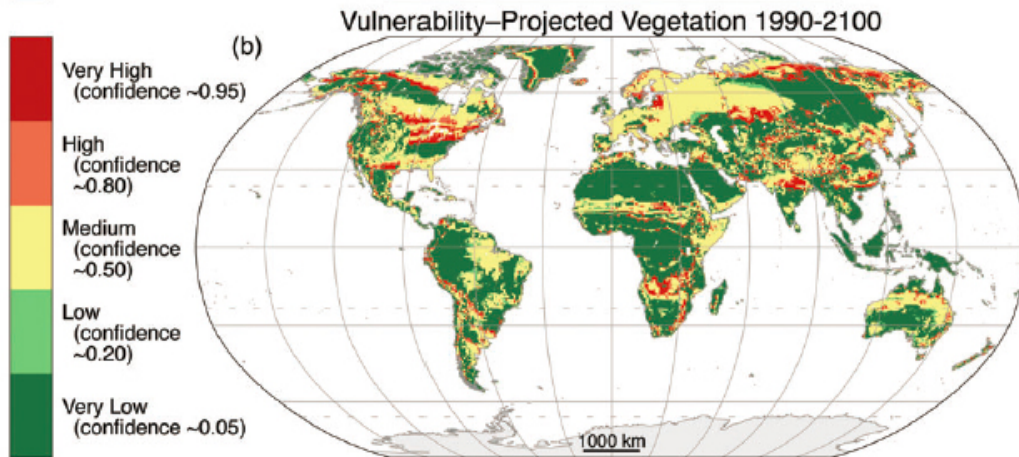 Vulnerability–Projected Vegetation 1990-2100
(b)
Very High
(confidence ~0.95)
High
(confidence
~0.80)
Medium
(confidence
~0.50)
Low
(confidence
~0.20)
Very Low
(confidence ~0.05)
1000 km